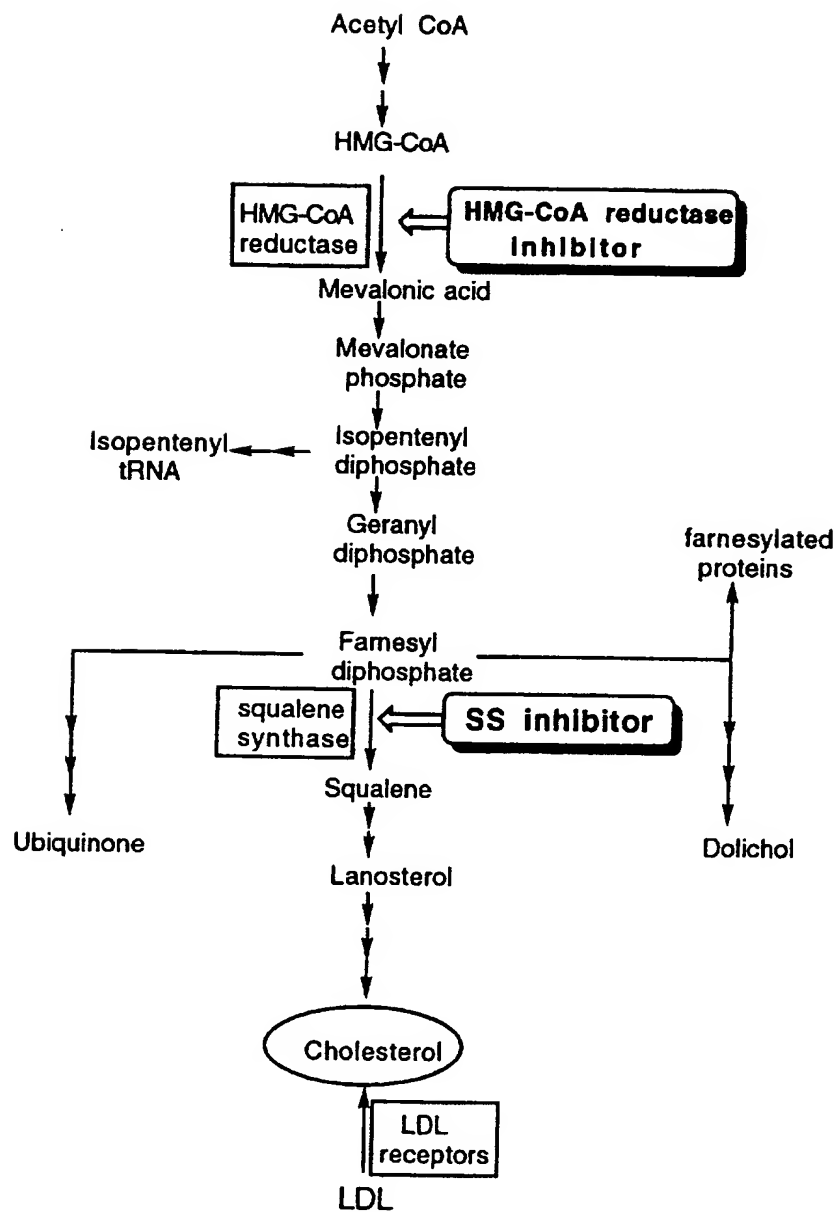 Acetyl CoA
HMG-CoA
HMG-CoA
reductase
HMG-CoA reductase
inhibitor
Mevalonic acid
Mevalonate
phosphate
Isopentenyl
tRNA
Isopentenyl
diphosphate
Geranyl
diphosphate
farnesylated
proteins
Farnesyl
diphosphate
squalene
synthase
SS inhibitor
Squalene
Ubiquinone
Dolichol
Lanosterol
Cholesterol
LDL
receptors
LDL